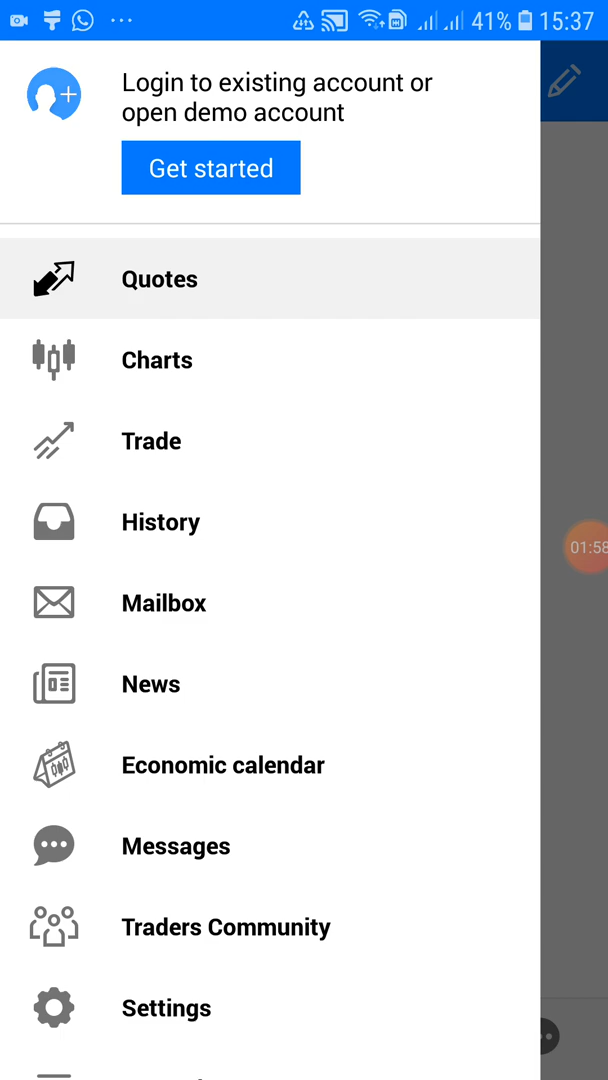 41% 15:37
Login to existing account or
open demo account
Get started
Quotes
Charts
Trade
History
01:58
Mailbox
News
Economic calendar
Messages
Traders Community
Settings